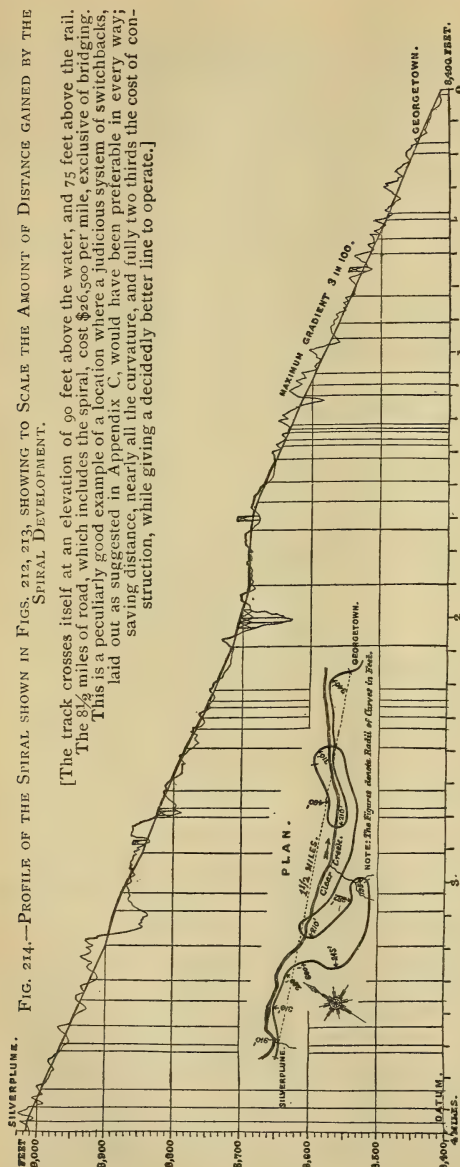 FIG. 214.—PROFILE OF THE SPIRAL SHOWN IN FIGS. 212, 213, SHOWING TO SCALE THE AMOUNT OF DISTANCE GAINED BY THE
SPIRAL DEVELOPMENT.
[The track crosses itself at an elevation of 90 feet above the water, and 75 feet above the rail.
The 8½ miles of road, which includes the spiral, cost $26,500 per mile, exclusive of bridging.
This is a peculiarly good example of a location where a judicious system of switchbacks,
laid out as suggested in Appendix C, would have been preferable in every way;
saving distance, nearly all the curvature, and fully two thirds the cost of con-
struction, while giving a decidedly better line to operate.]
SILVERPLUME.
FEET
9,000
8,900
8,800
8,700
8,600
8,500
8,400
MAXIMUM GRADIENT 3 IN 100.
GEORGETOWN.
8,400 FEET.
PLAN.
1½ MILES.
Clear Creek.
SILVERPLUME.
GEORGETOWN.
NOTE: The Figures denote Radii of Curves in Feet.
DATUM.
4 MILES.
3
2
1
0